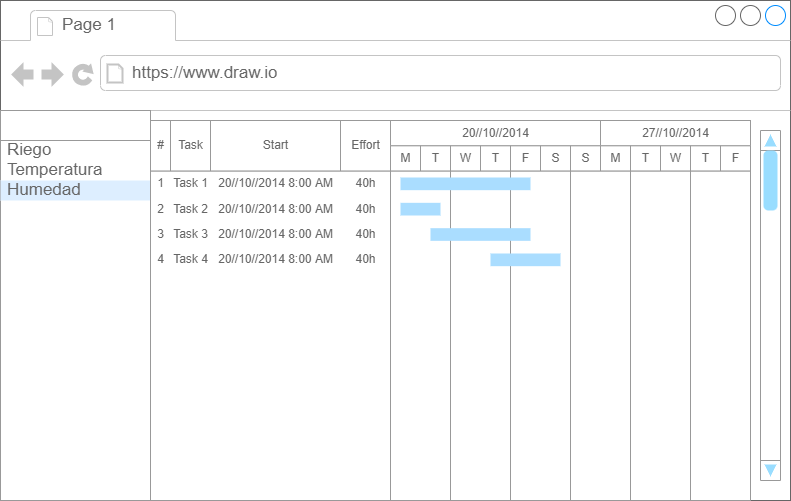 Page 1
https://www.draw.io
Riego
Temperatura
Humedad
# Task Start Effort 20//10//2014 27//10/2014
M T W T F S S M T W T F
1 Task 1 20//10//2014 8:00 AM 40h
2 Task 2 20//10//2014 8:00 AM 40h
3 Task 3 20//10//2014 8:00 AM 40h
4 Task 4 20//10//2014 8:00 AM 40h